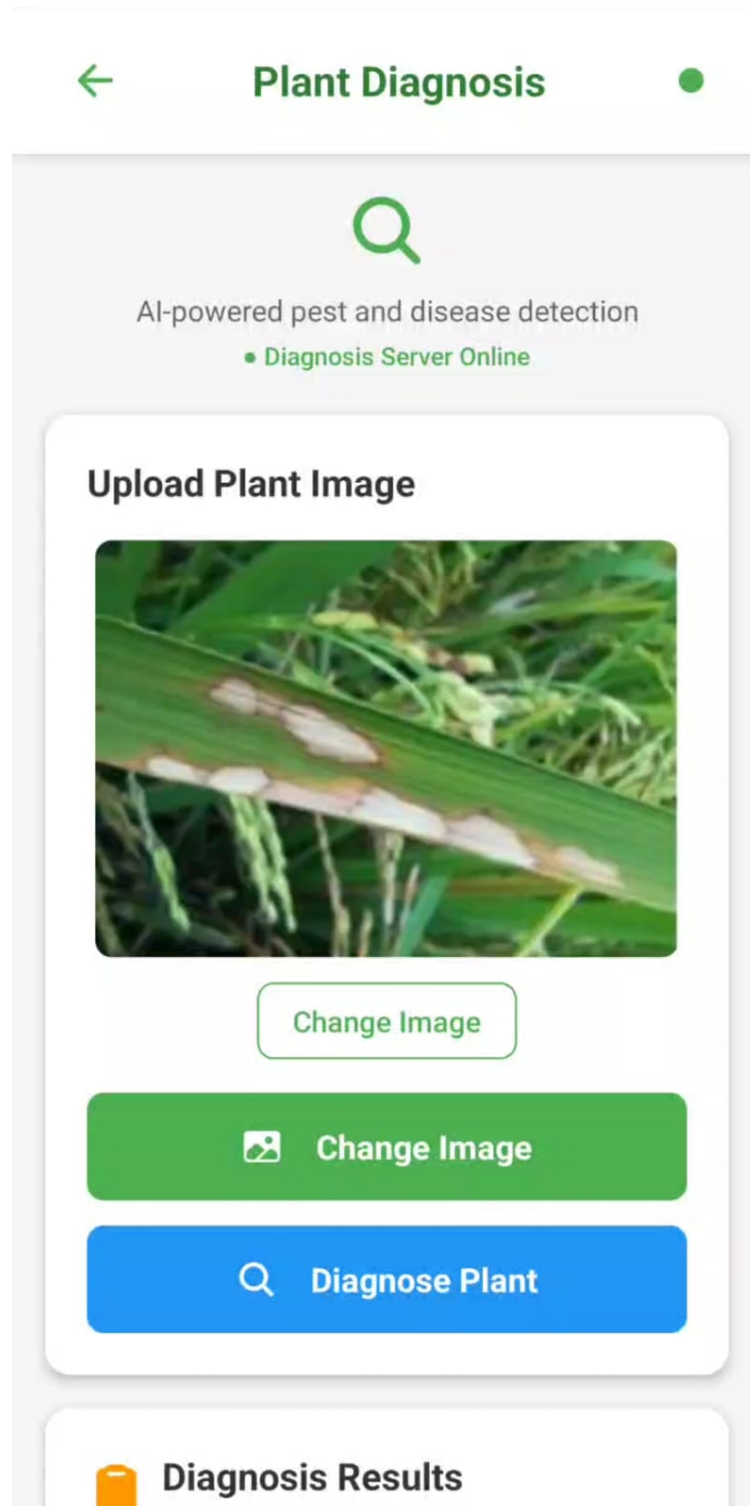 Plant Diagnosis
AI-powered pest and disease detection
• Diagnosis Server Online
Upload Plant Image
Change Image
Change Image
Diagnose Plant
Diagnosis Results